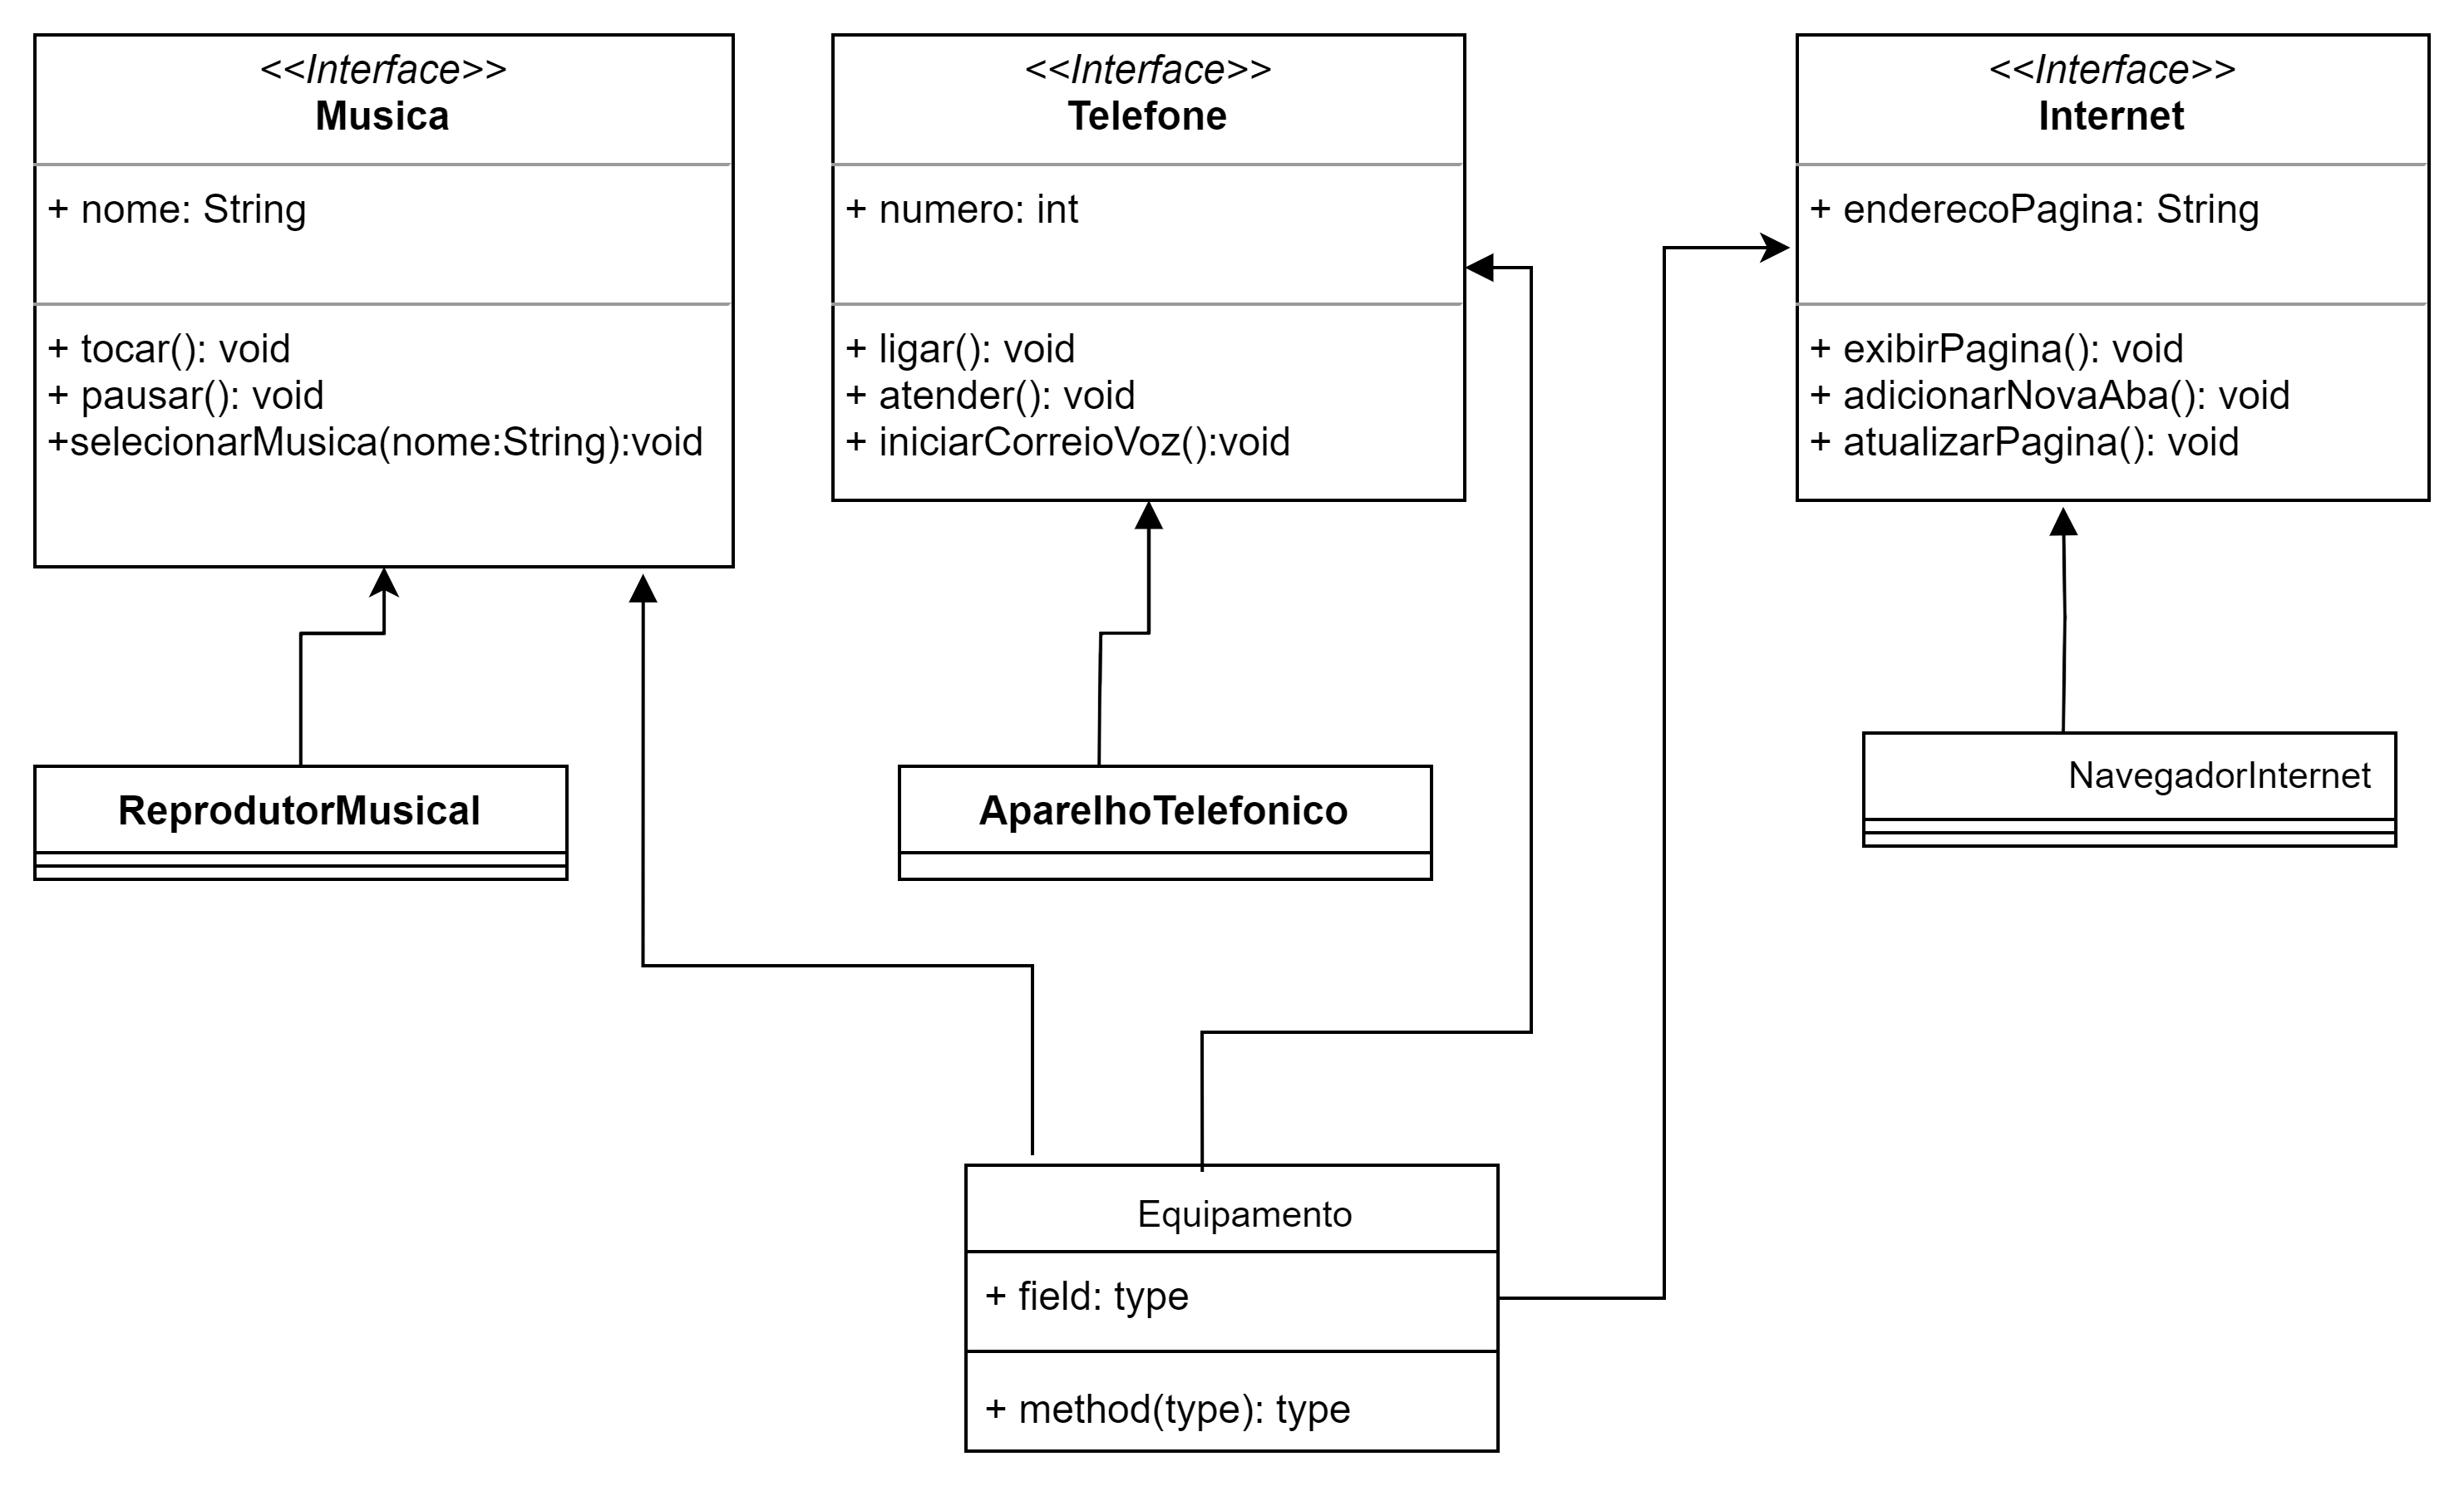 <<Interface>>
Musica
+ nome: String
+ tocar(): void
+ pausar(): void
+selecionarMusica(nome:String):void
<<Interface>>
Telefone
+ numero: int
+ ligar(): void
+ atender(): void
+ iniciarCorreioVoz():void
<<Interface>>
Internet
+ enderecoPagina: String
+ exibirPagina(): void
+ adicionarNovaAba(): void
+ atualizarPagina(): void
ReprodutorMusical
AparelhoTelefonico
NavegadorInternet
Equipamento
+ field: type
+ method(type): type